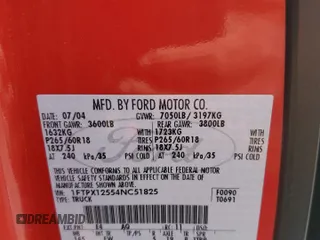 MFD. BY FORD MOTOR CO.
DATE: 07/04 GVWR: 7050LB/ 3197KG
FRONT GAWR: 3600LB REAR GAWR: 3800LB
1632KG WITH 1723KG WITH
P265/60R18 TIRES P265/60R18 TIRES
18X7.5J RIMS 18X7.5J RIMS
AT 240 kPa/35 PSI COLD AT 240 kPa/35 PSI COLD
THIS VEHICLE CONFORMS TO ALL APPLICABLE FEDERAL MOTOR
VEHICLE SAFETY STANDARDS IN EFFECT ON THE DATE OF MANUFACTURE
SHOWN ABOVE.
VIN: 1FTPX12554NC51825 F0090
TYPE: TRUCK T0691
DREAMBID